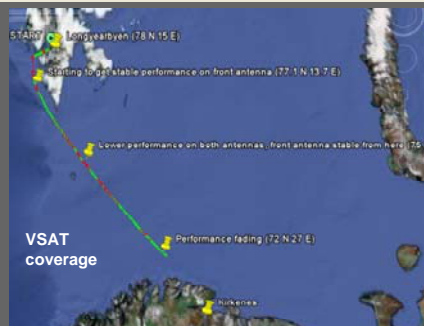 START
Longyearbyen (78 N 15 E)
Starting to get stable performance on front antenna (77.1 N 13.7 E)
Lower performance on both antennas, front antenna stable from here (75
Performance fading (72 N 27 E)
VSAT
coverage
Kirkenes